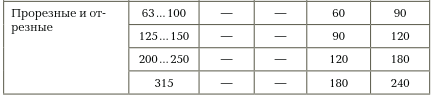 Прорезные и от- 63...100 — — 60 90
резные 125...150 — — 90 120
200...250 — — 120 180
315 — — 180 240